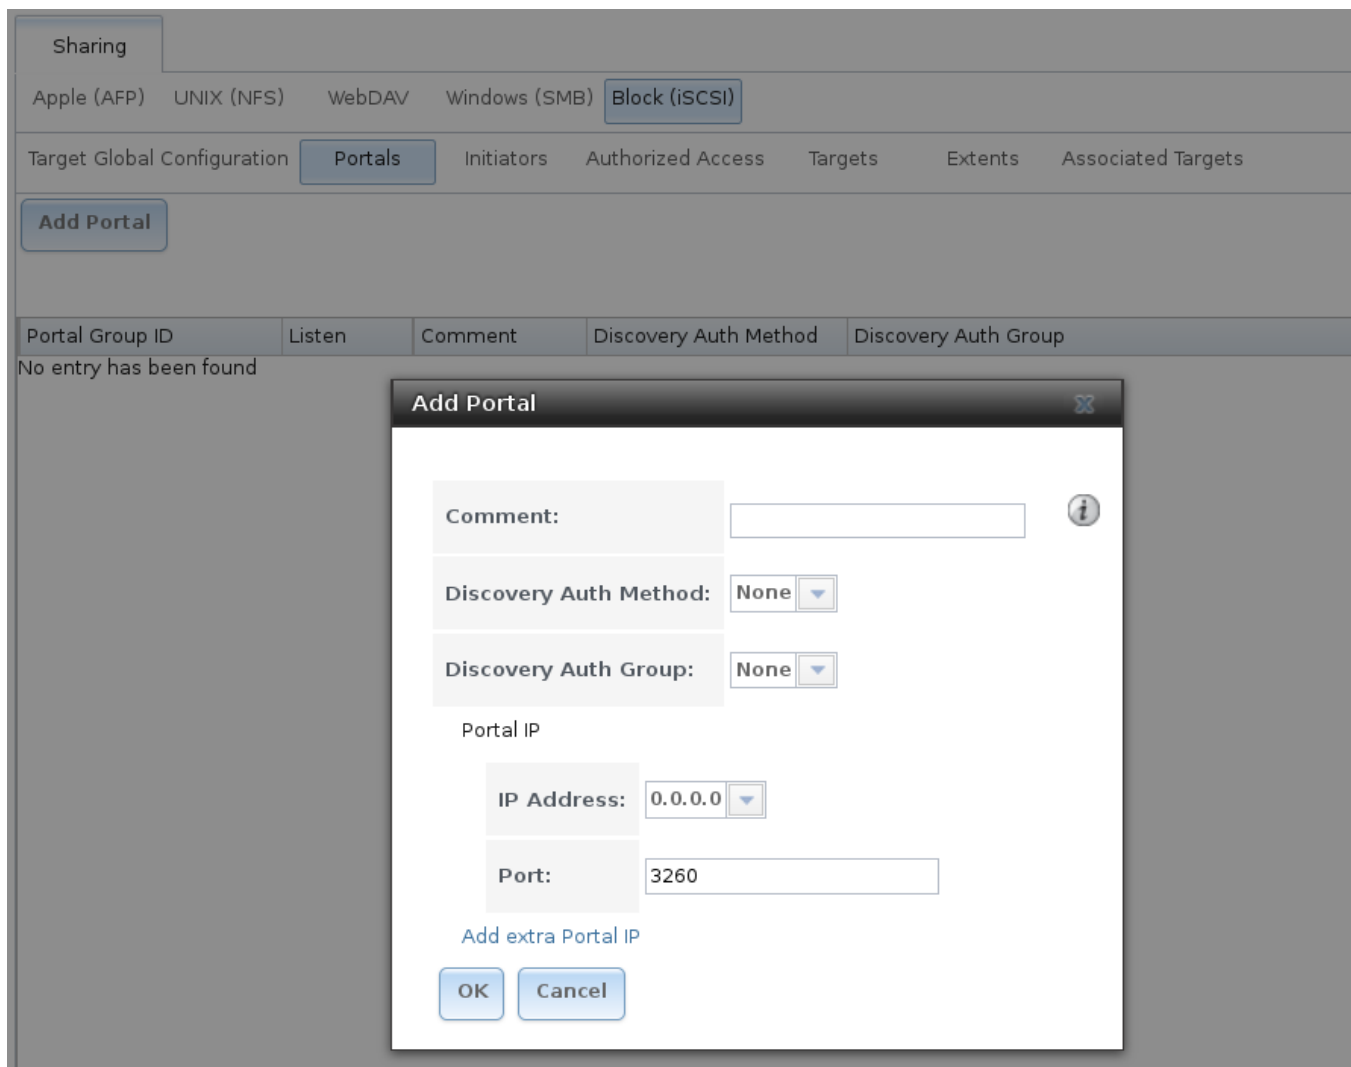 Sharing
Apple (AFP) UNIX (NFS) WebDAV Windows (SMB) Block (iSCSI)
Target Global Configuration Portals Initiators Authorized Access Targets Extents Associated Targets
Add Portal
Portal Group ID Listen Comment Discovery Auth Method Discovery Auth Group
No entry has been found
Add Portal
Comment:
Discovery Auth Method: None
Discovery Auth Group: None
Portal IP
IP Address: 0.0.0.0
Port: 3260
Add extra Portal IP
OK Cancel